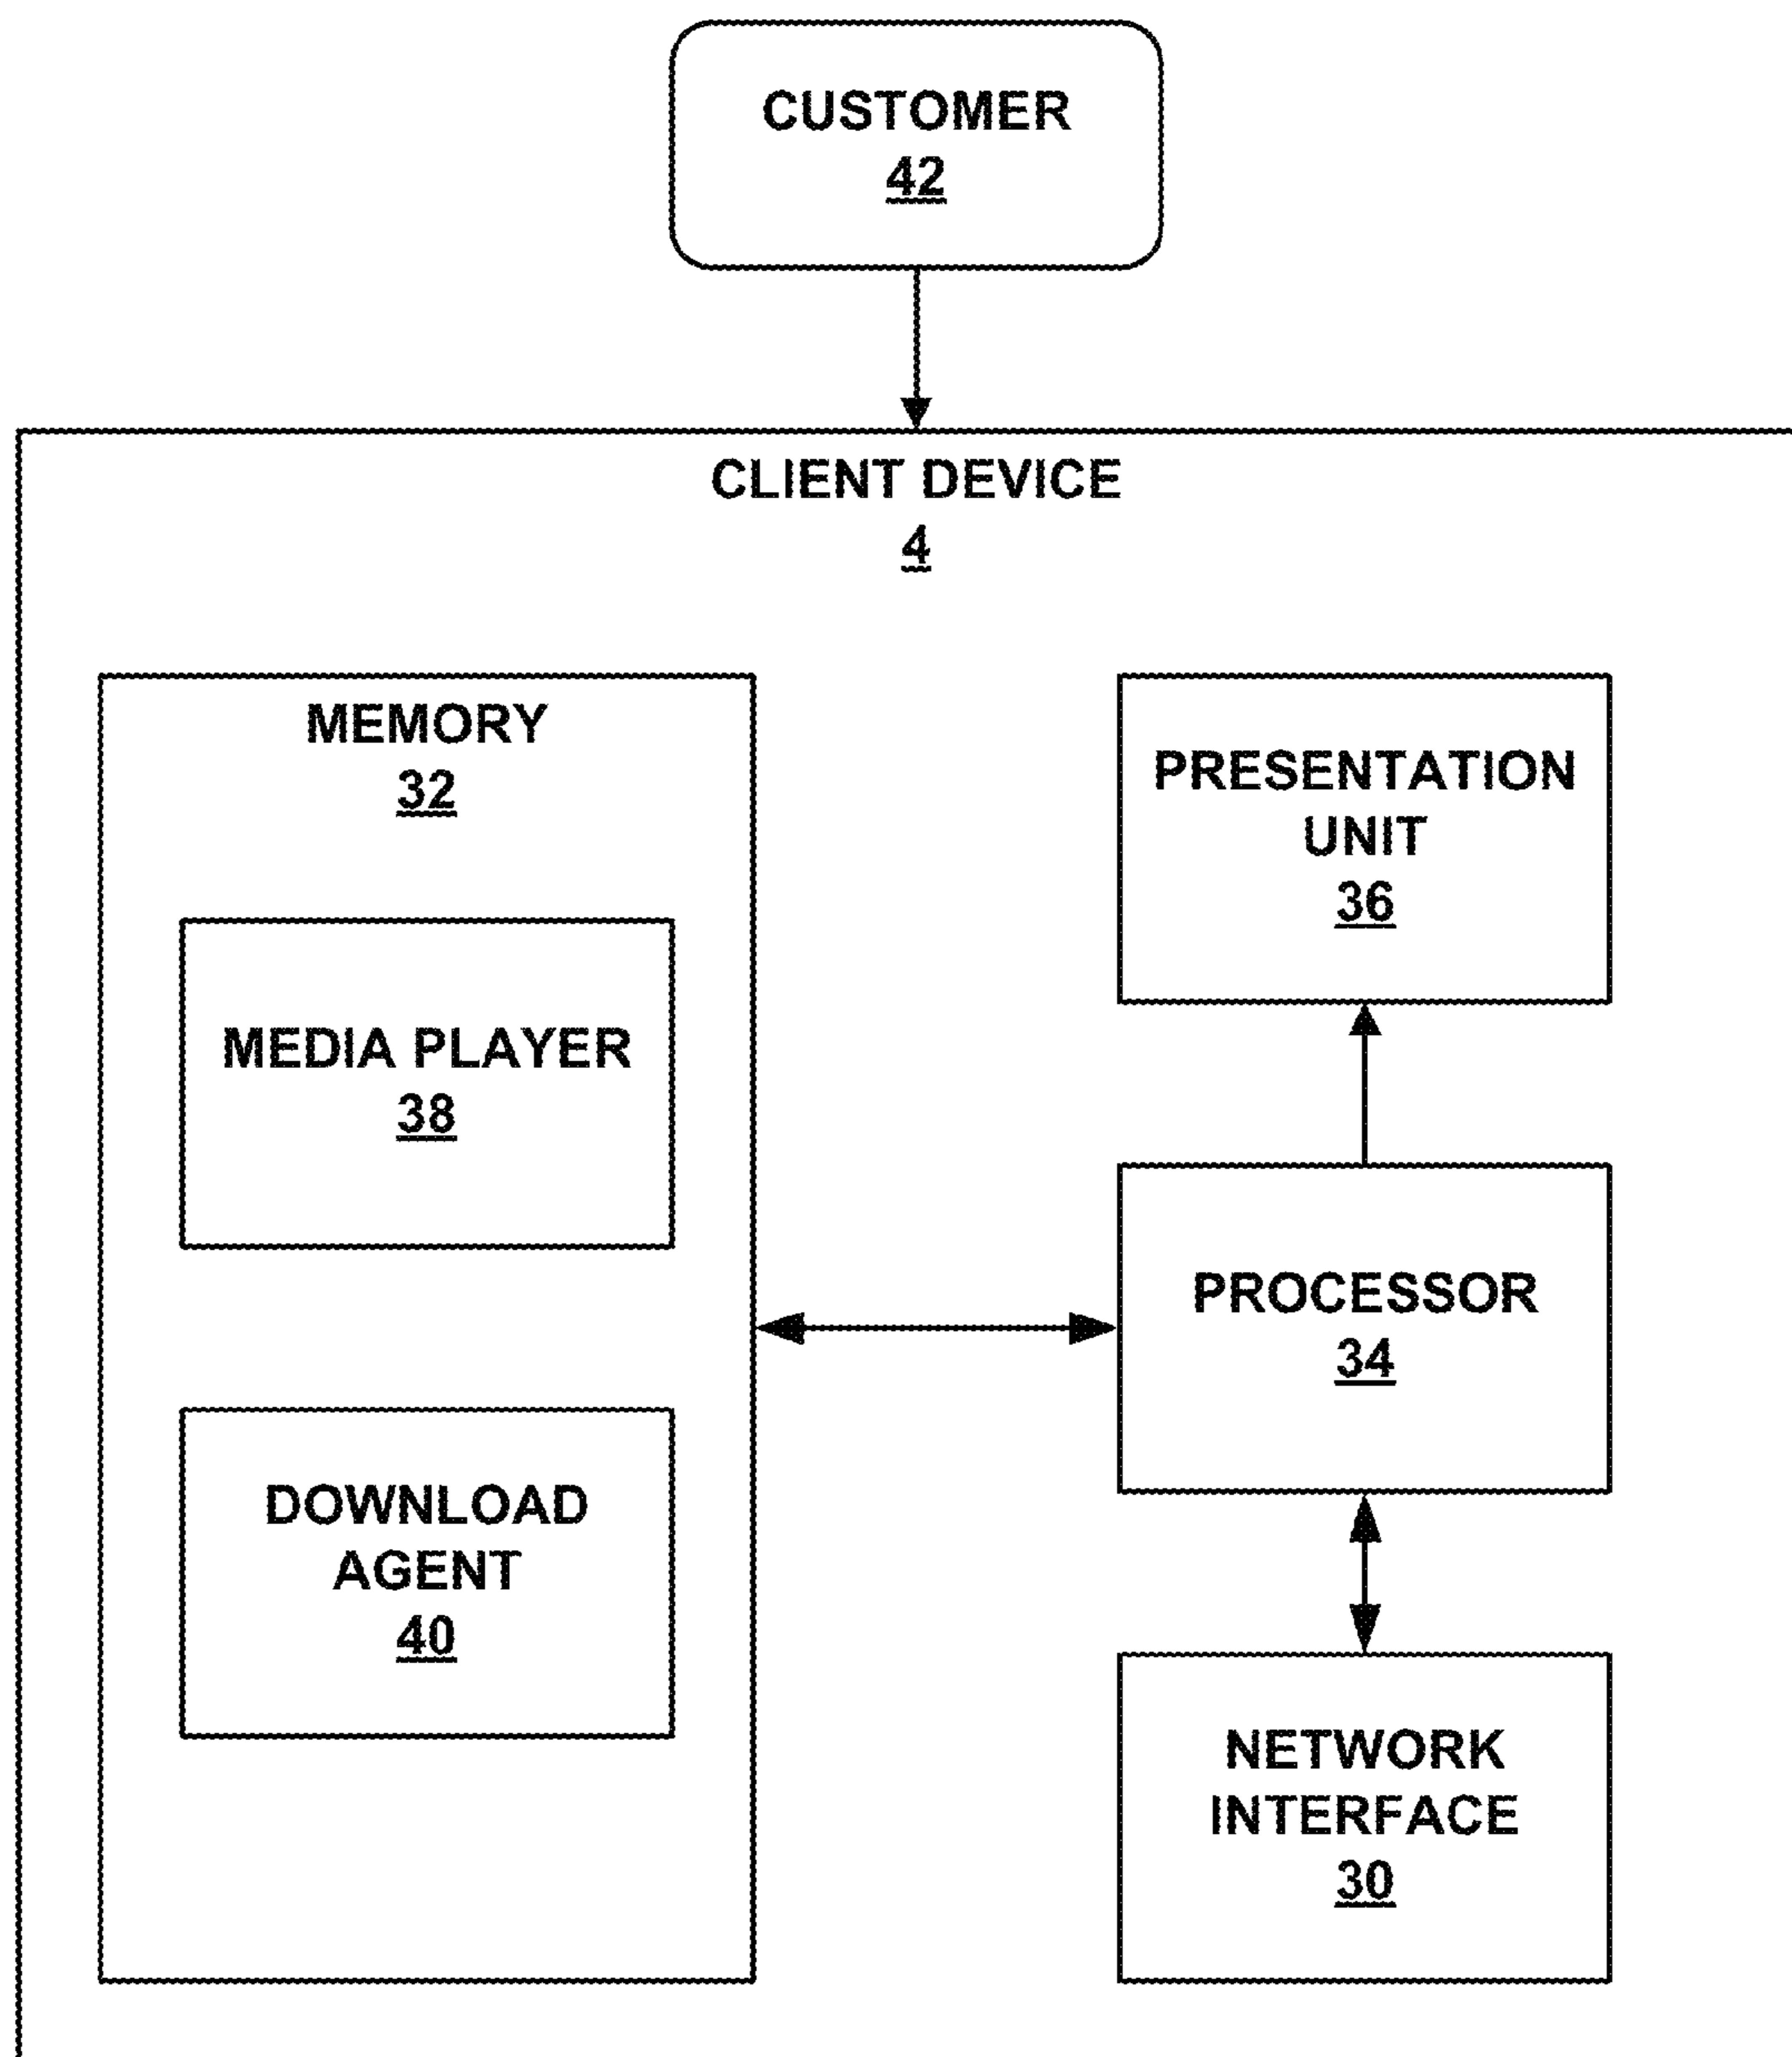 CUSTOMER
42
CLIENT DEVICE
4
MEMORY
32
MEDIA PLAYER
38
DOWNLOAD
AGENT
40
PRESENTATION
UNIT
36
PROCESSOR
34
NETWORK
INTERFACE
30